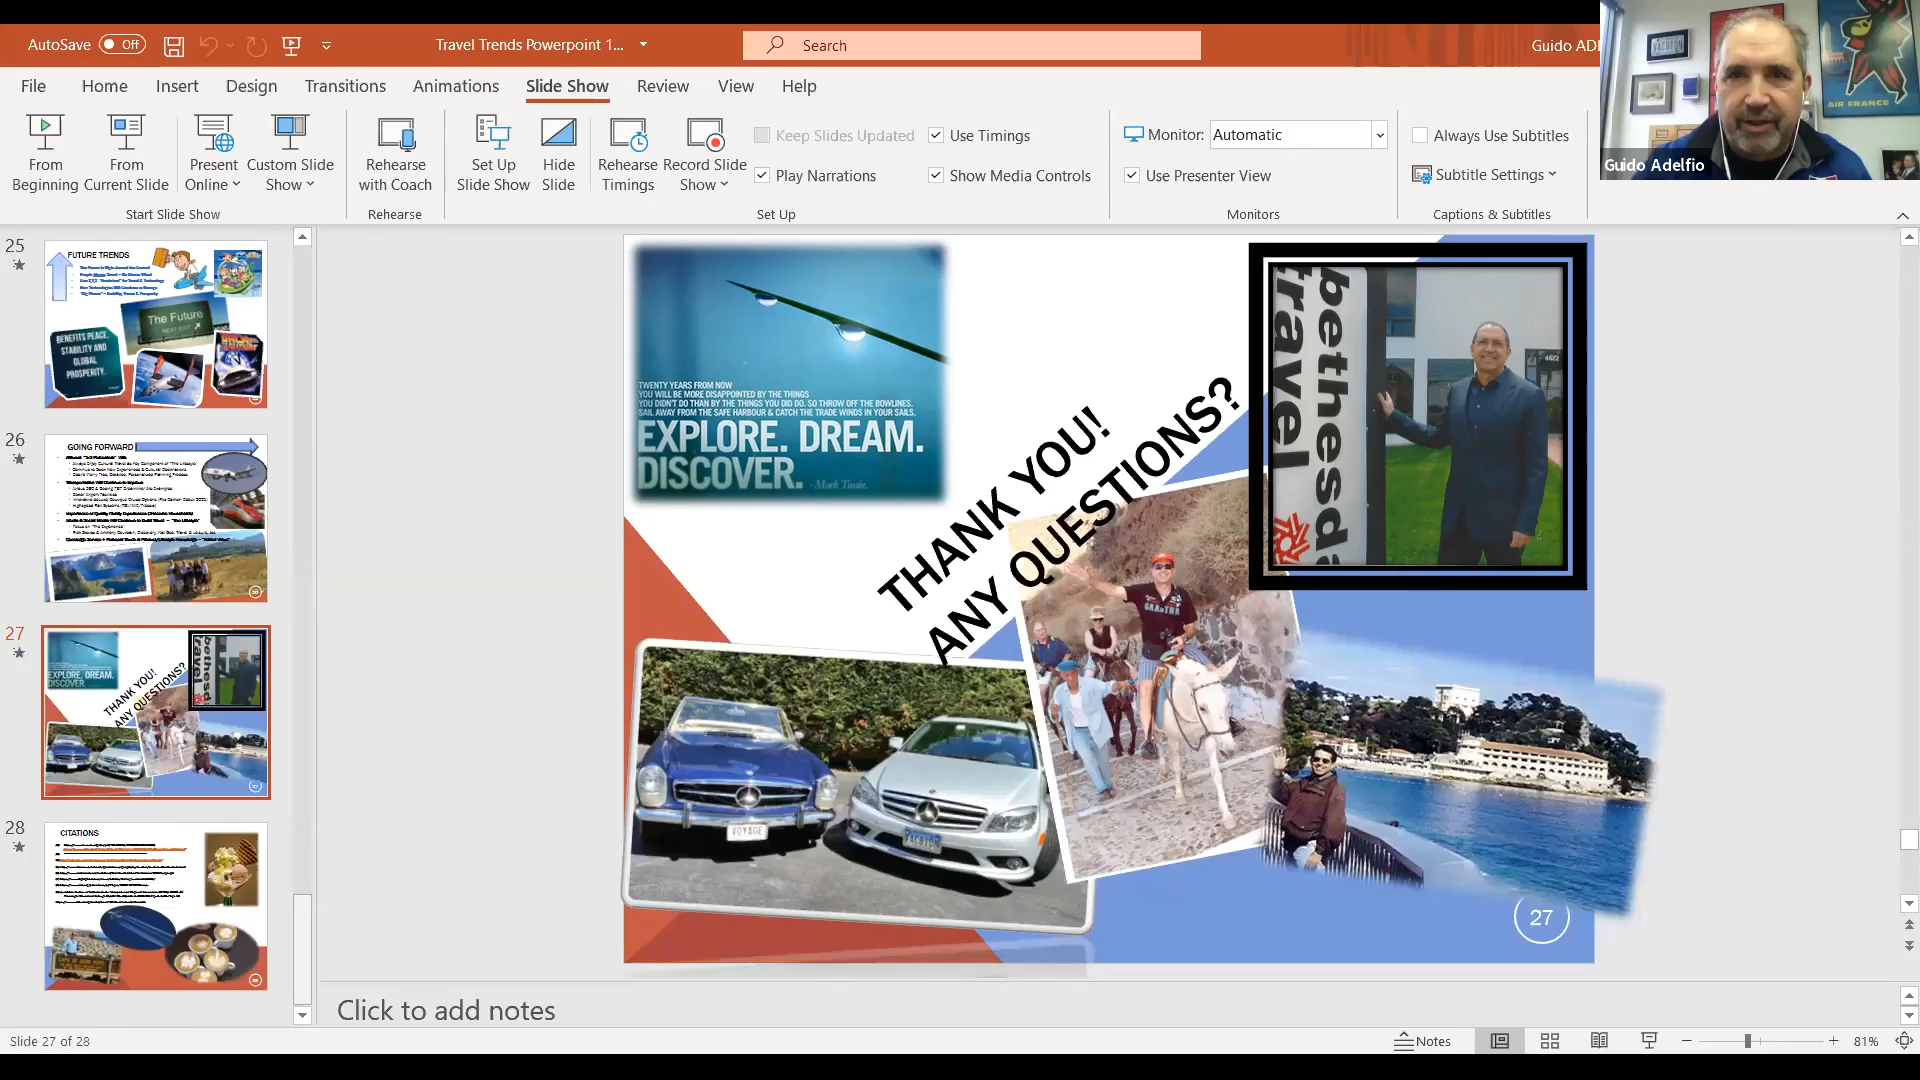 AutoSave Off
Travel Trends Powerpoint 1...
Search
Guido ADE
File Home Insert Design Transitions Animations Slide Show Review View Help
From Beginning
From Current Slide
Present Online
Custom Slide Show
Start Slide Show
Rehearse with Coach
Rehearse
Set Up Slide Show
Hide Slide
Rehearse Timings
Record Slide Show
Keep Slides Updated
Play Narrations
Use Timings
Show Media Controls
Set Up
Monitor: Automatic
Use Presenter View
Monitors
Always Use Subtitles
Subtitle Settings
Captions & Subtitles
AIR FRANCE
Guido Adelfio
25
FUTURE TRENDS
The Future
NEXT EXIT
BENEFITS PEACE,
STABILITY AND
GLOBAL
PROSPERITY.
26
GOING FORWARD
27
EXPLORE. DREAM.
DISCOVER.
THANK YOU!
ANY QUESTIONS?
28
CITATIONS
TWENTY YEARS FROM NOW
YOU WILL BE MORE DISAPPOINTED BY THE THINGS
YOU DIDN'T DO THAN BY THE THINGS YOU DID DO. SO THROW OFF THE BOWLINES.
SAIL AWAY FROM THE SAFE HARBOUR & CATCH THE TRADE WINDS IN YOUR SAILS.
EXPLORE. DREAM.
DISCOVER. - Mark Twain.
THANK YOU!
ANY QUESTIONS?
bethesda
travel
4422
VOYAGE
VACATION
27
Click to add notes
Slide 27 of 28
Notes
81%